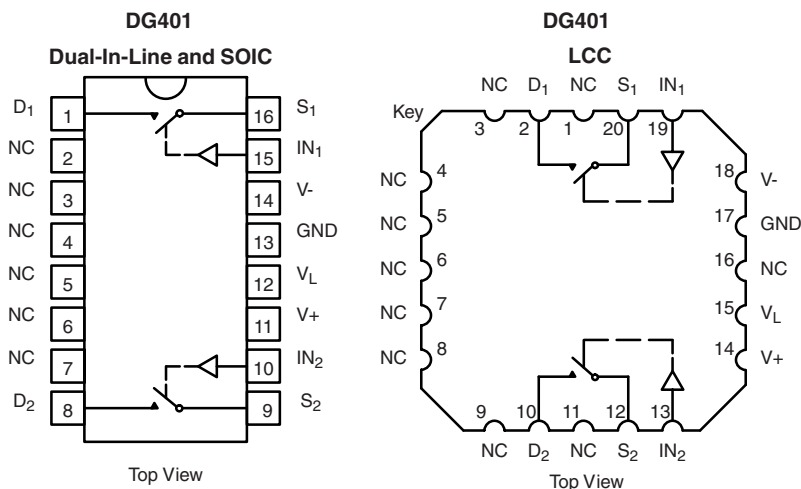 DG401
Dual-In-Line and SOIC
D1 1 16 S1
NC 2 15 IN1
NC 3 14 V-
NC 4 13 GND
NC 5 12 VL
NC 6 11 V+
NC 7 10 IN2
D2 8 9 S2
Top View
DG401
LCC
NC D1 NC S1 IN1
Key
3 2 1 20 19
NC 4 18 V-
NC 5 17 GND
NC 6 16 NC
NC 7 15 VL
NC 8 14 V+
9 10 11 12 13
NC D2 NC S2 IN2
Top View